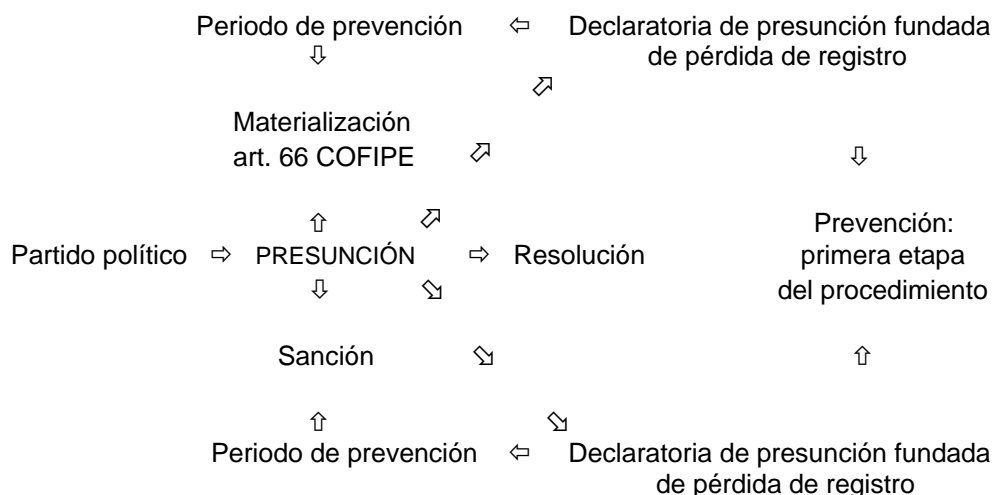 Periodo de prevención ⇦ Declaratoria de presunción fundada
⇩ de pérdida de registro
⬀
Materialización
art. 66 COFIPE ⬀ ⇩
⇧ ⬀ Prevención:
Partido político ⇨ PRESUNCIÓN ⇨ Resolución primera etapa
⇩ ⬂ del procedimiento
Sanción ⬂ ⇧
⇧ ⬂
Periodo de prevención ⇦ Declaratoria de presunción fundada
de pérdida de registro